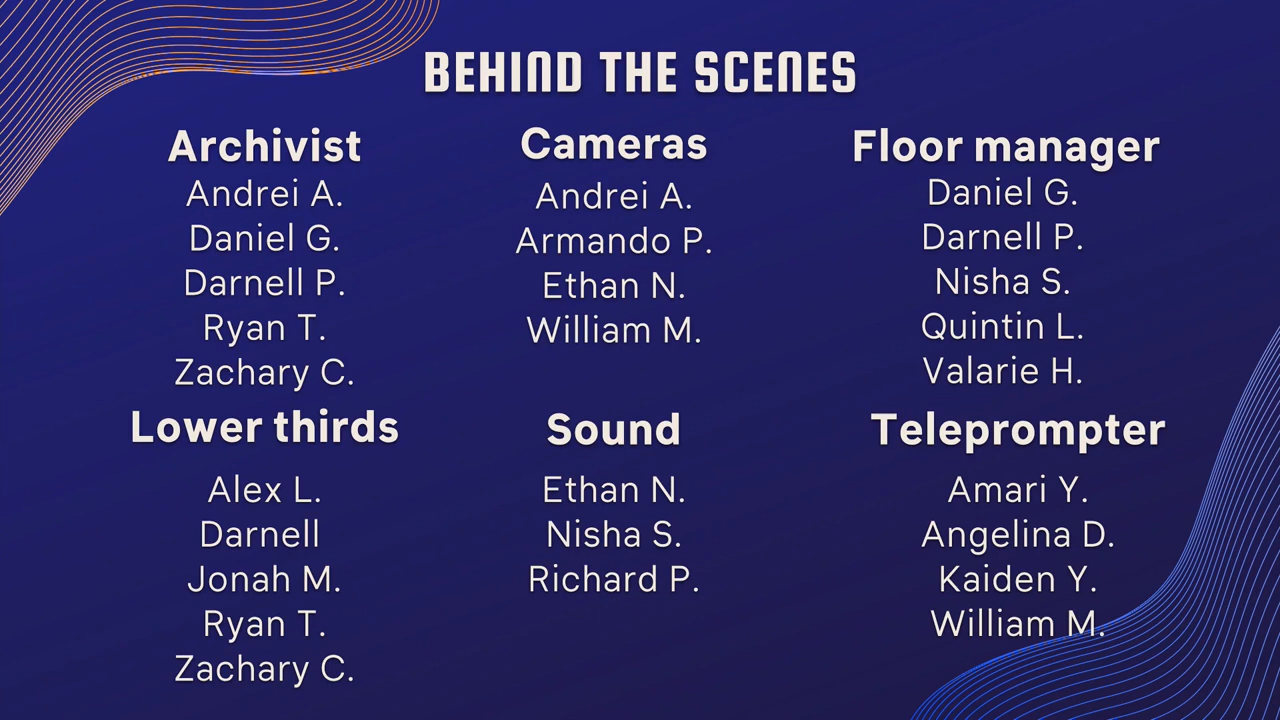 BEHIND THE SCENES
Archivist
Andrei A.
Daniel G.
Darnell P.
Ryan T.
Zachary C.
Cameras
Andrei A.
Armando P.
Ethan N.
William M.
Floor manager
Daniel G.
Darnell P.
Nisha S.
Quintin L.
Valarie H.
Lower thirds
Alex L.
Darnell
Jonah M.
Ryan T.
Zachary C.
Sound
Ethan N.
Nisha S.
Richard P.
Teleprompter
Amari Y.
Angelina D.
Kaiden Y.
William M.